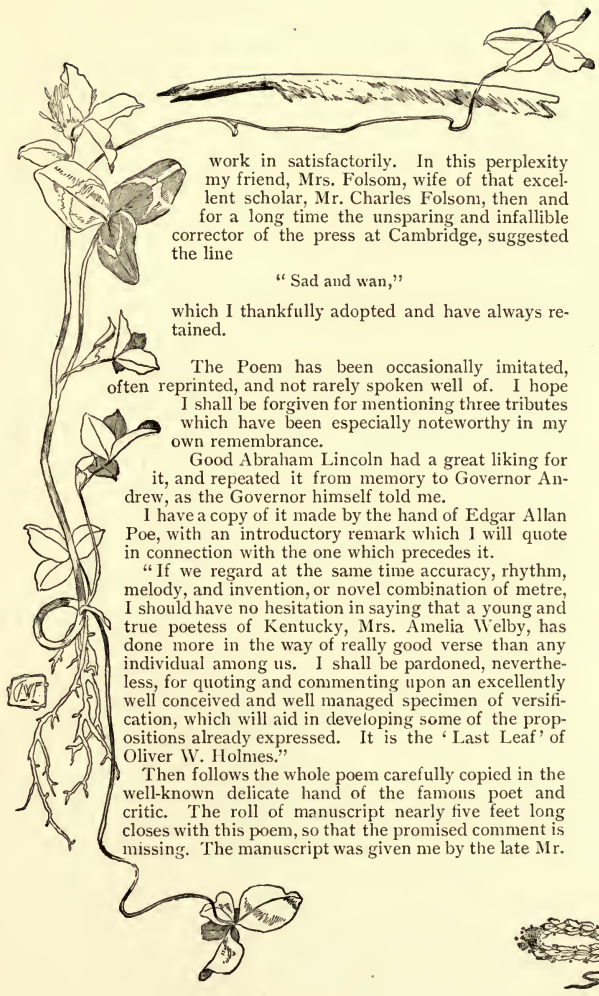 work in satisfactorily. In this perplexity
my friend, Mrs. Folsom, wife of that excel-
lent scholar, Mr. Charles Folsom, then and
for a long time the unsparing and infallible
corrector of the press at Cambridge, suggested
the line
“ Sad and wan,”
which I thankfully adopted and have always re-
tained.
The Poem has been occasionally imitated,
often reprinted, and not rarely spoken well of. I hope
I shall be forgiven for mentioning three tributes
which have been especially noteworthy in my
own remembrance.
Good Abraham Lincoln had a great liking for
it, and repeated it from memory to Governor An-
drew, as the Governor himself told me.
I have a copy of it made by the hand of Edgar Allan
Poe, with an introductory remark which I will quote
in connection with the one which precedes it.
“ If we regard at the same time accuracy, rhythm,
melody, and invention, or novel combination of metre,
I should have no hesitation in saying that a young and
true poetess of Kentucky, Mrs. Amelia Welby, has
done more in the way of really good verse than any
individual among us. I shall be pardoned, neverthe-
less, for quoting and commenting upon an excellently
well conceived and well managed specimen of versifi-
cation, which will aid in developing some of the prop-
ositions already expressed. It is the ‘ Last Leaf’ of
Oliver W. Holmes.”
Then follows the whole poem carefully copied in the
well-known delicate hand of the famous poet and
critic. The roll of manuscript nearly five feet long
closes with this poem, so that the promised comment is
missing. The manuscript was given me by the late Mr.